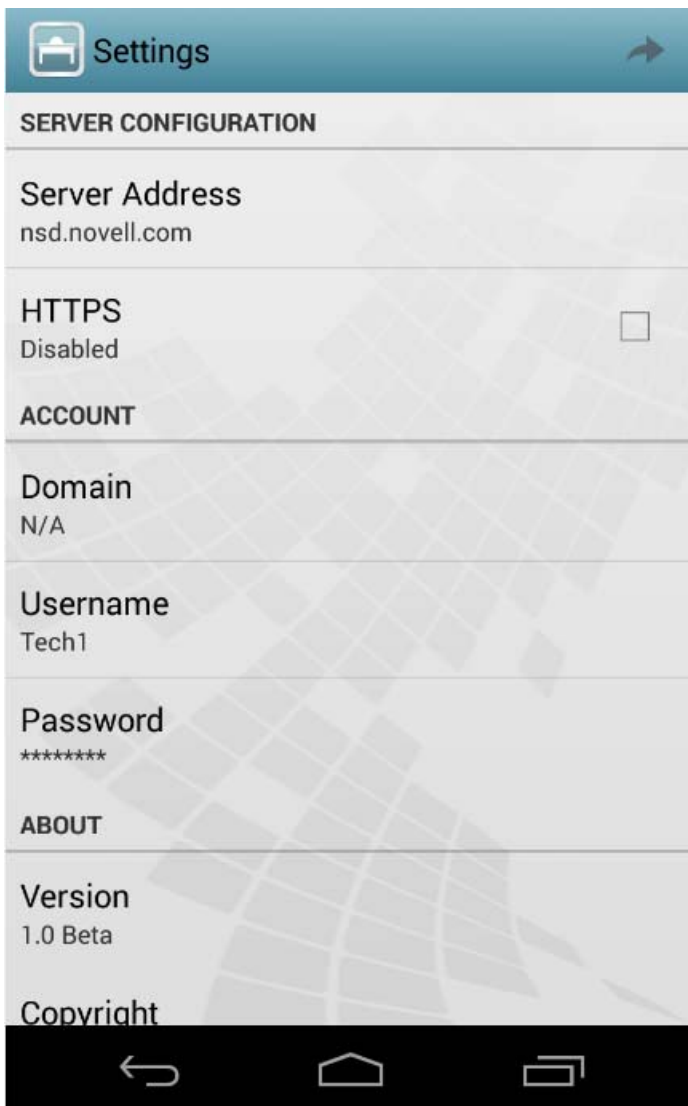 Settings
SERVER CONFIGURATION
Server Address
nsd.novell.com
HTTPS
Disabled
ACCOUNT
Domain
N/A
Username
Tech1
Password
********
ABOUT
Version
1.0 Beta
Copyright